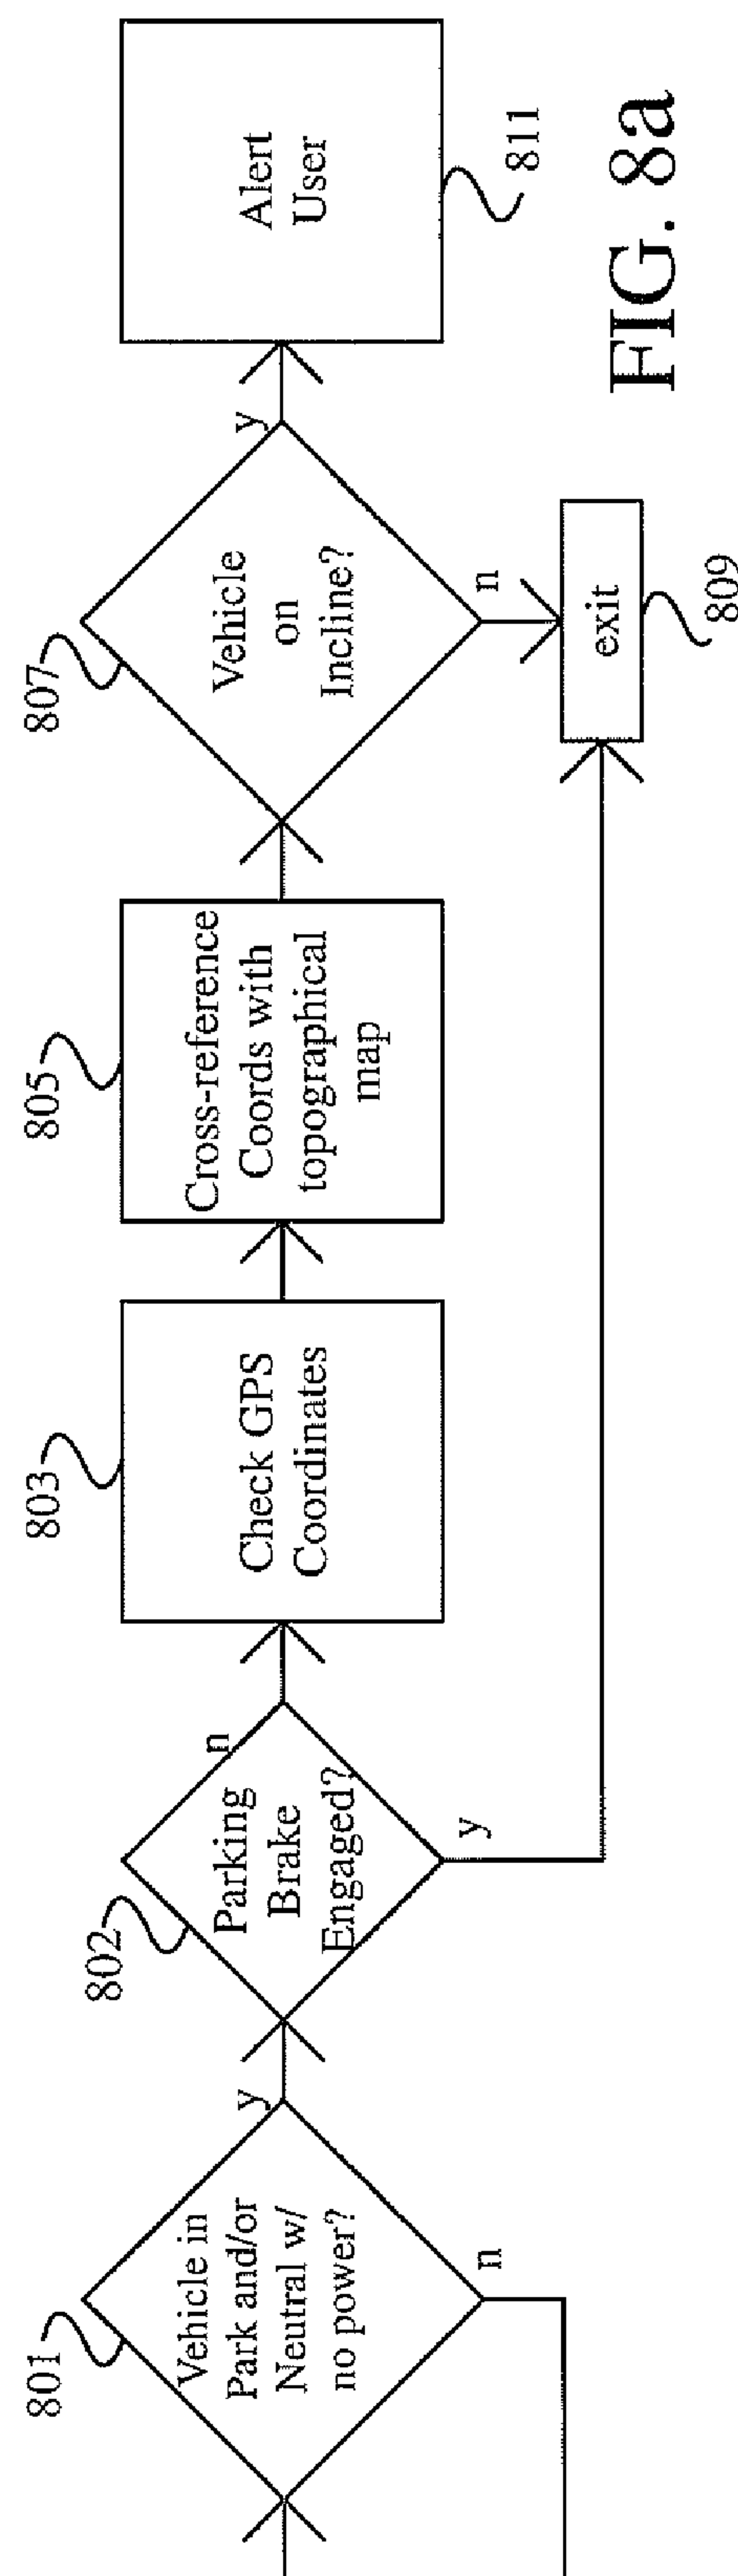 801
Vehicle in
Park and/or
Neutral w/
no power?
y
n
802
Parking
Brake
Engaged?
n
y
803
Check GPS
Coordinates
805
Cross-reference
Coords with
topographical
map
807
Vehicle
on
Incline?
y
n
exit
809
Alert
User
811
FIG. 8a